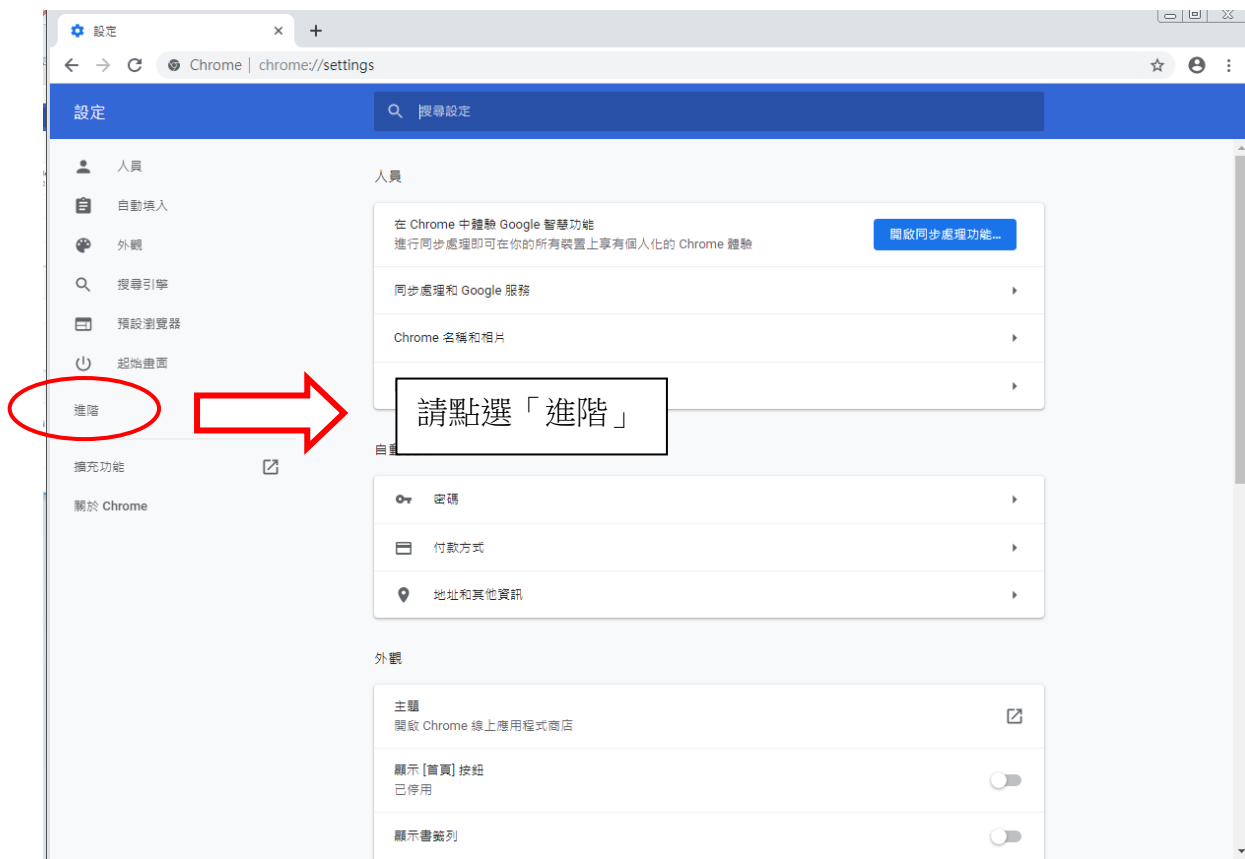 設定
Chrome | chrome://settings
設定
搜尋設定
人員
自動填入
外觀
搜尋引擎
預設瀏覽器
起始畫面
進階
擴充功能
關於 Chrome
人員
在 Chrome 中體驗 Google 智慧功能
進行同步處理即可在你的所有裝置上享有個人化的 Chrome 體驗
開啟同步處理功能...
同步處理和 Google 服務
Chrome 名稱和相片
請點選「進階」
自動
密碼
付款方式
地址和其他資訊
外觀
主題
開啟 Chrome 線上應用程式商店
顯示 [首頁] 按鈕
已停用
顯示書籤列